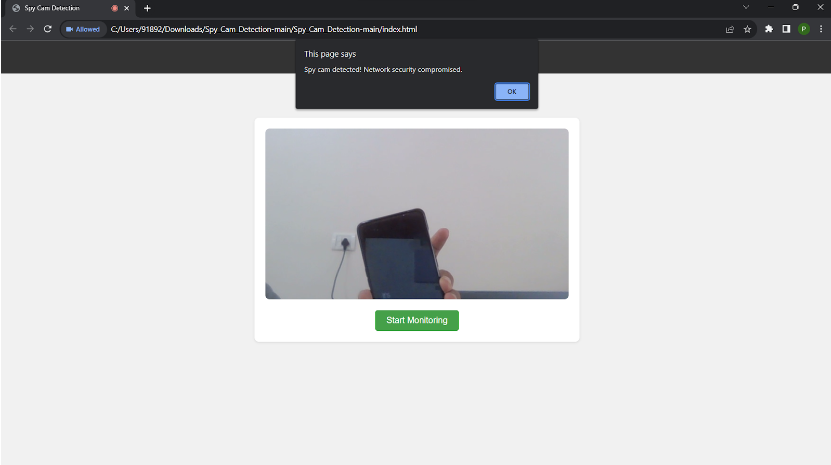 Spy Cam Detection
Allowed
C:/Users/91892/Downloads/Spy Cam Detection-main/Spy Cam Detection-main/index.html
P
This page says
Spy cam detected! Network security compromised.
OK
Start Monitoring